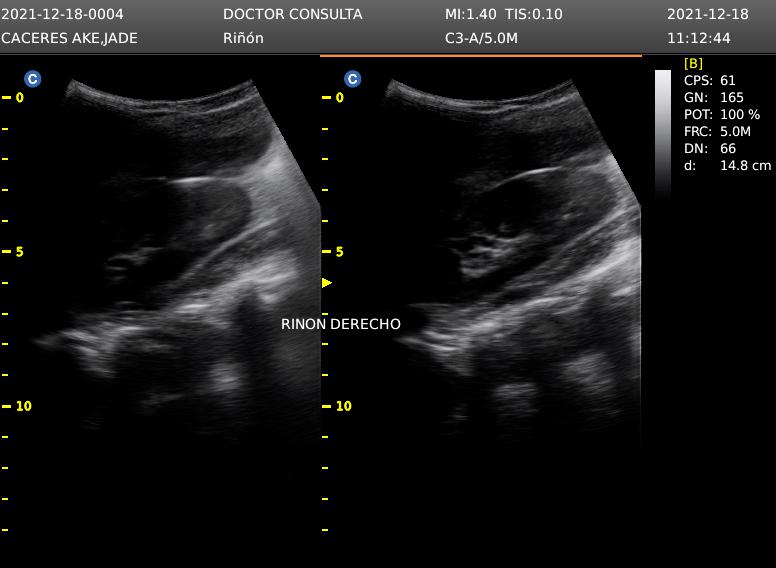 2021-12-18-0004 DOCTOR CONSULTA MI:1.40 TIS:0.10 2021-12-18
CACERES AKE,JADE Riñón C3-A/5.0M 11:12:44
C C
[B]
0 0
CPS: 61
GN: 165
POT: 100 %
FRC: 5.0M
DN: 66
d: 14.8 cm
5 5
RINON DERECHO
10 10